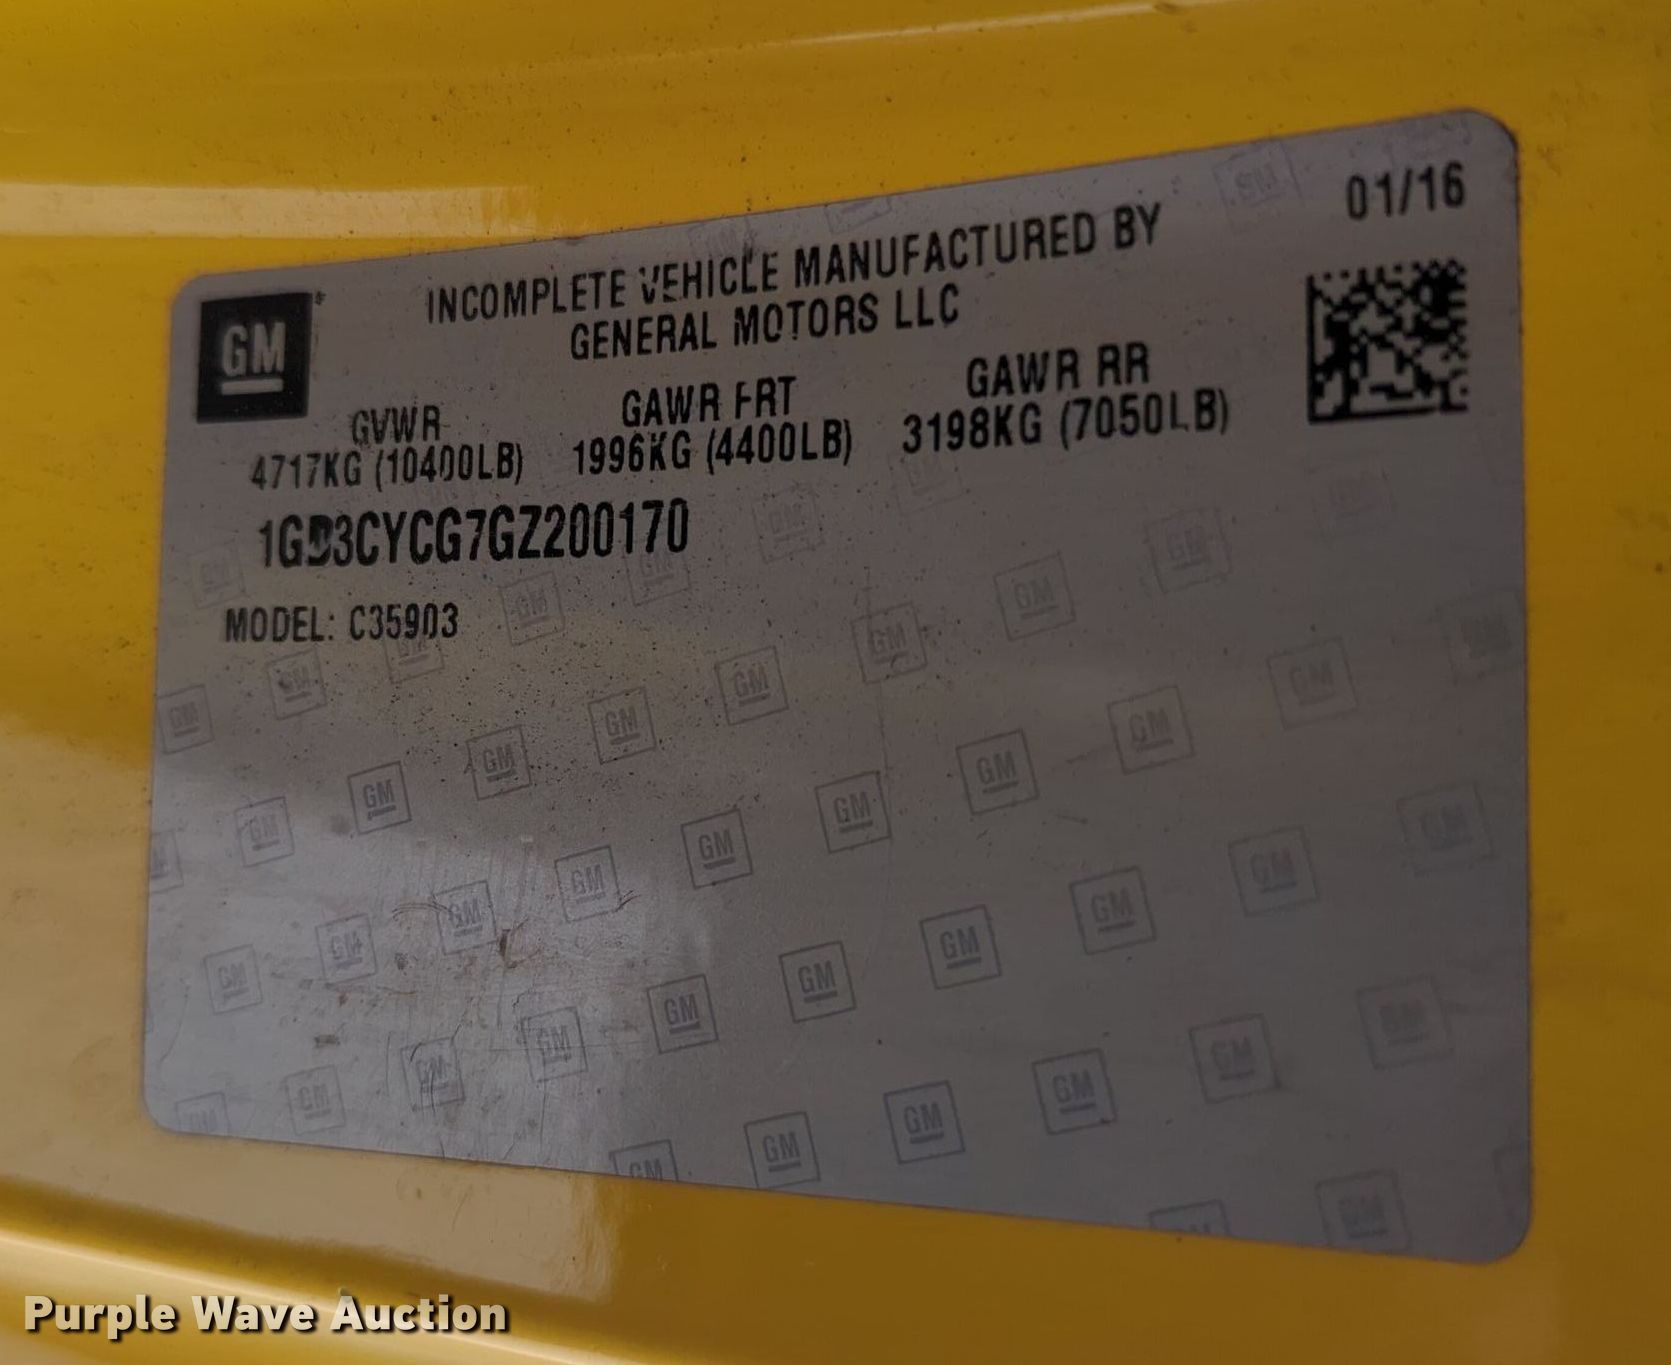 01/16
INCOMPLETE VEHICLE MANUFACTURED BY
GENERAL MOTORS LLC
GM
GVWR GAWR FRT GAWR RR
4717KG (10400LB) 1996KG (4400LB) 3198KG (7050LB)
1GB3CYCG7GZ200170
MODEL: C35903
Purple Wave Auction